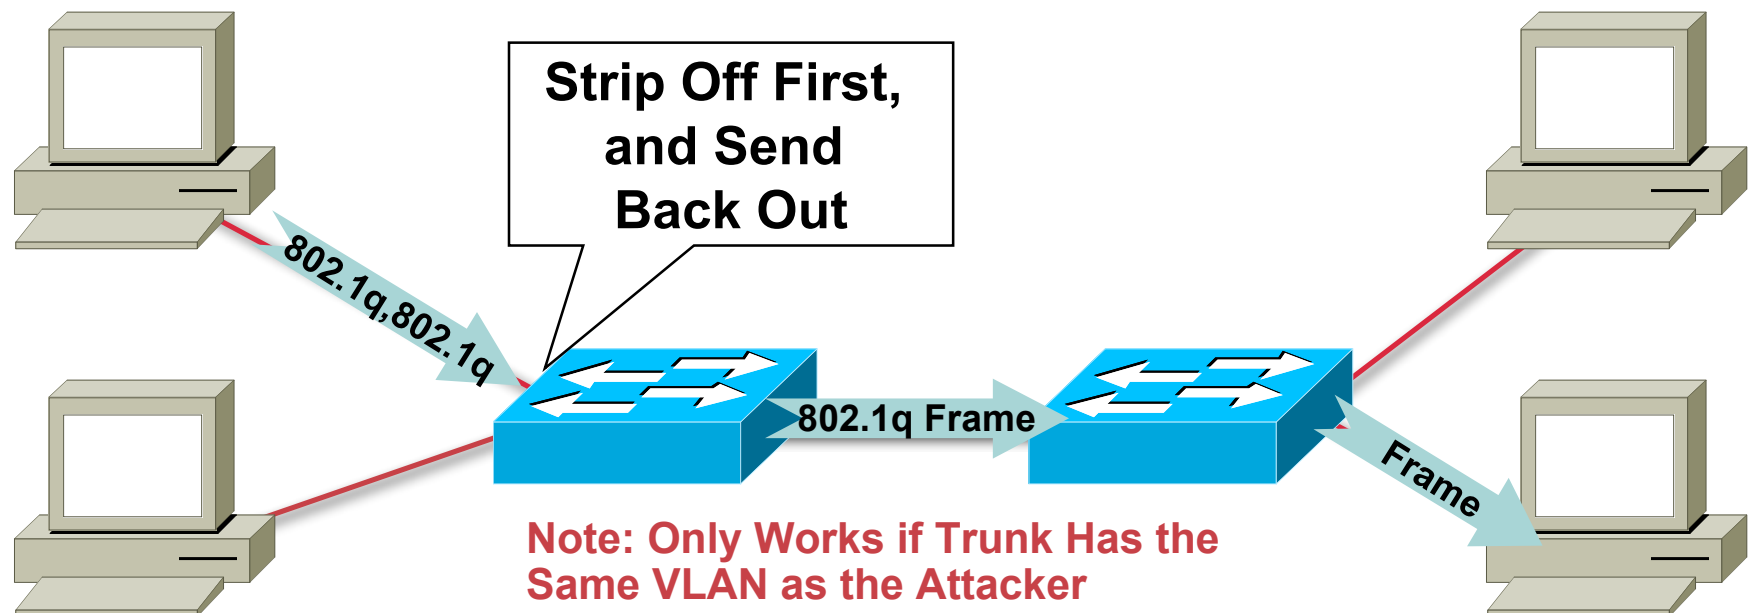 Strip Off First,
and Send
Back Out
802.1q,802.1q
802.1q Frame
Frame
Note: Only Works if Trunk Has the
Same VLAN as the Attacker